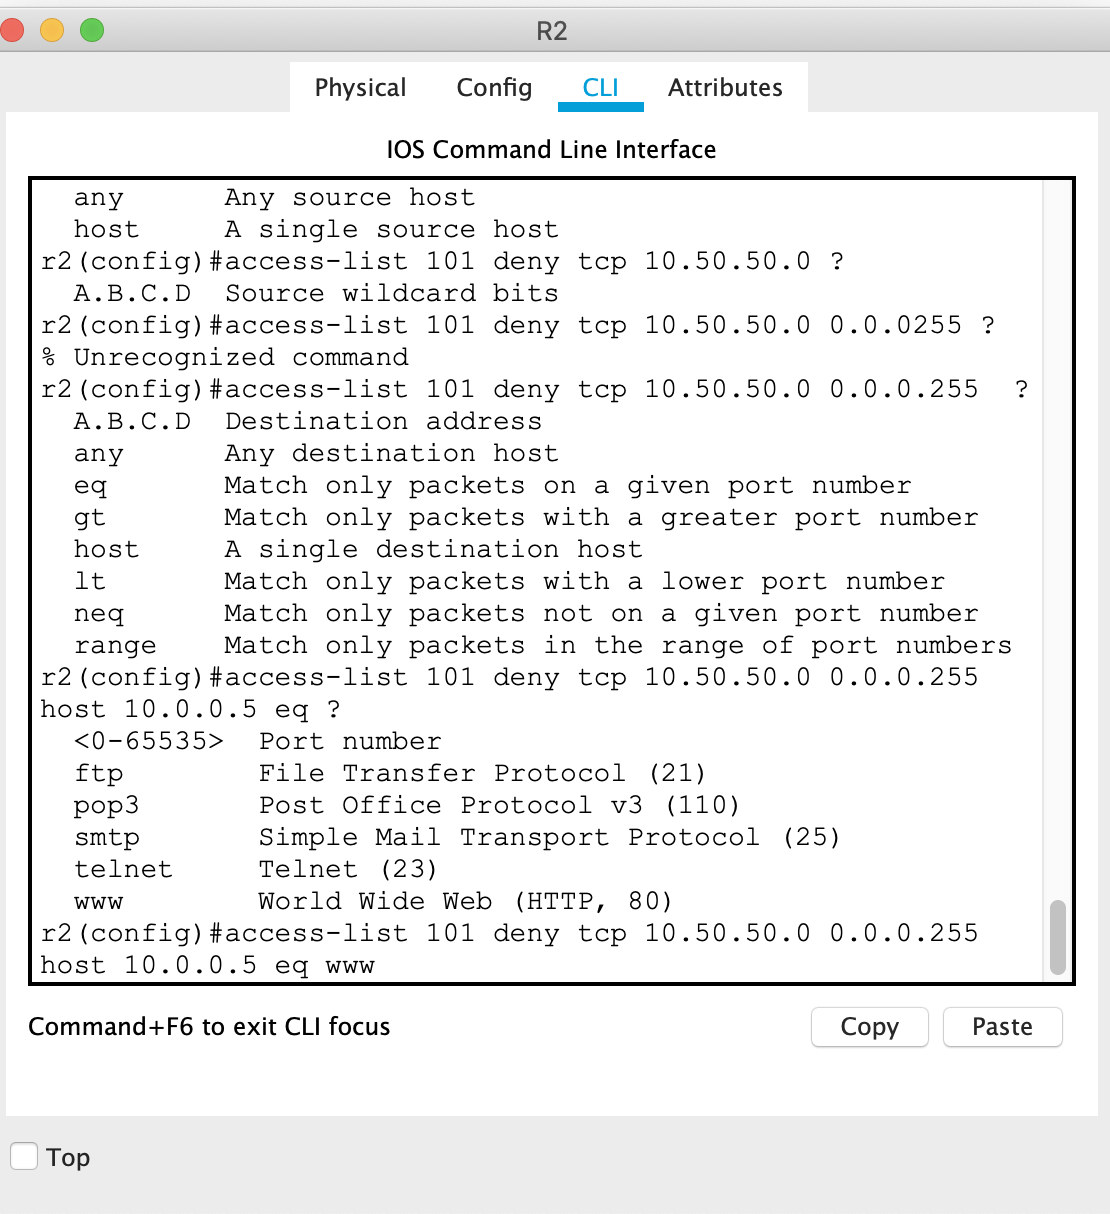 R2
Physical Config CLI Attributes
IOS Command Line Interface
any Any source host
host A single source host
r2(config)#access-list 101 deny tcp 10.50.50.0 ?
A.B.C.D Source wildcard bits
r2(config)#access-list 101 deny tcp 10.50.50.0 0.0.0255 ?
% Unrecognized command
r2(config)#access-list 101 deny tcp 10.50.50.0 0.0.0.255 ?
A.B.C.D Destination address
any Any destination host
eq Match only packets on a given port number
gt Match only packets with a greater port number
host A single destination host
lt Match only packets with a lower port number
neq Match only packets not on a given port number
range Match only packets in the range of port numbers
r2(config)#access-list 101 deny tcp 10.50.50.0 0.0.0.255
host 10.0.0.5 eq ?
<0-65535> Port number
ftp File Transfer Protocol (21)
pop3 Post Office Protocol v3 (110)
smtp Simple Mail Transport Protocol (25)
telnet Telnet (23)
www World Wide Web (HTTP, 80)
r2(config)#access-list 101 deny tcp 10.50.50.0 0.0.0.255
host 10.0.0.5 eq www
Command+F6 to exit CLI focus
Copy Paste
Top